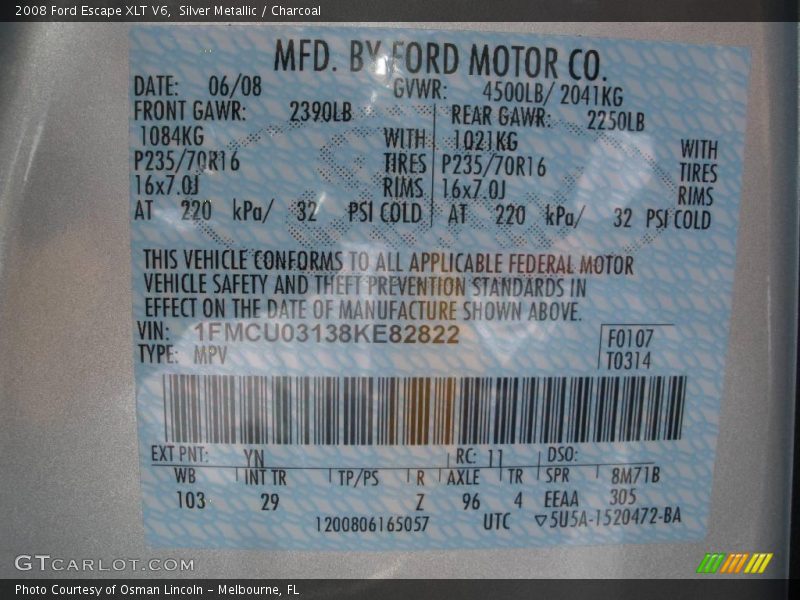 2008 Ford Escape XLT V6,  Silver Metallic / Charcoal
MFD. BY FORD MOTOR CO.
DATE: 06/08 GVWR: 4500LB/ 2041KG
FRONT GAWR: 2390LB REAR GAWR: 2250LB
1084KG WITH 1021KG WITH
P235/70R16 TIRES P235/70R16 TIRES
16x7.0J RIMS 16x7.0J RIMS
AT 220 kPa/ 32 PSI COLD AT 220 kPa/ 32 PSI COLD
THIS VEHICLE CONFORMS TO ALL APPLICABLE FEDERAL MOTOR
VEHICLE SAFETY AND THEFT PREVENTION STANDARDS IN
EFFECT ON THE DATE OF MANUFACTURE SHOWN ABOVE.
VIN: 1FMCU03138KE82822 F0107
TYPE: MPV T0314
EXT PNT: YN RC: 11 DSO:
WB INT TR TP/PS R AXLE TR SPR 8M71B
103 29 Z 96 4 EEAA 305
1200806165057 UTC ▽5U5A-1520472-BA
GTCARLOT.COM
Photo Courtesy of Osman Lincoln – Melbourne, FL